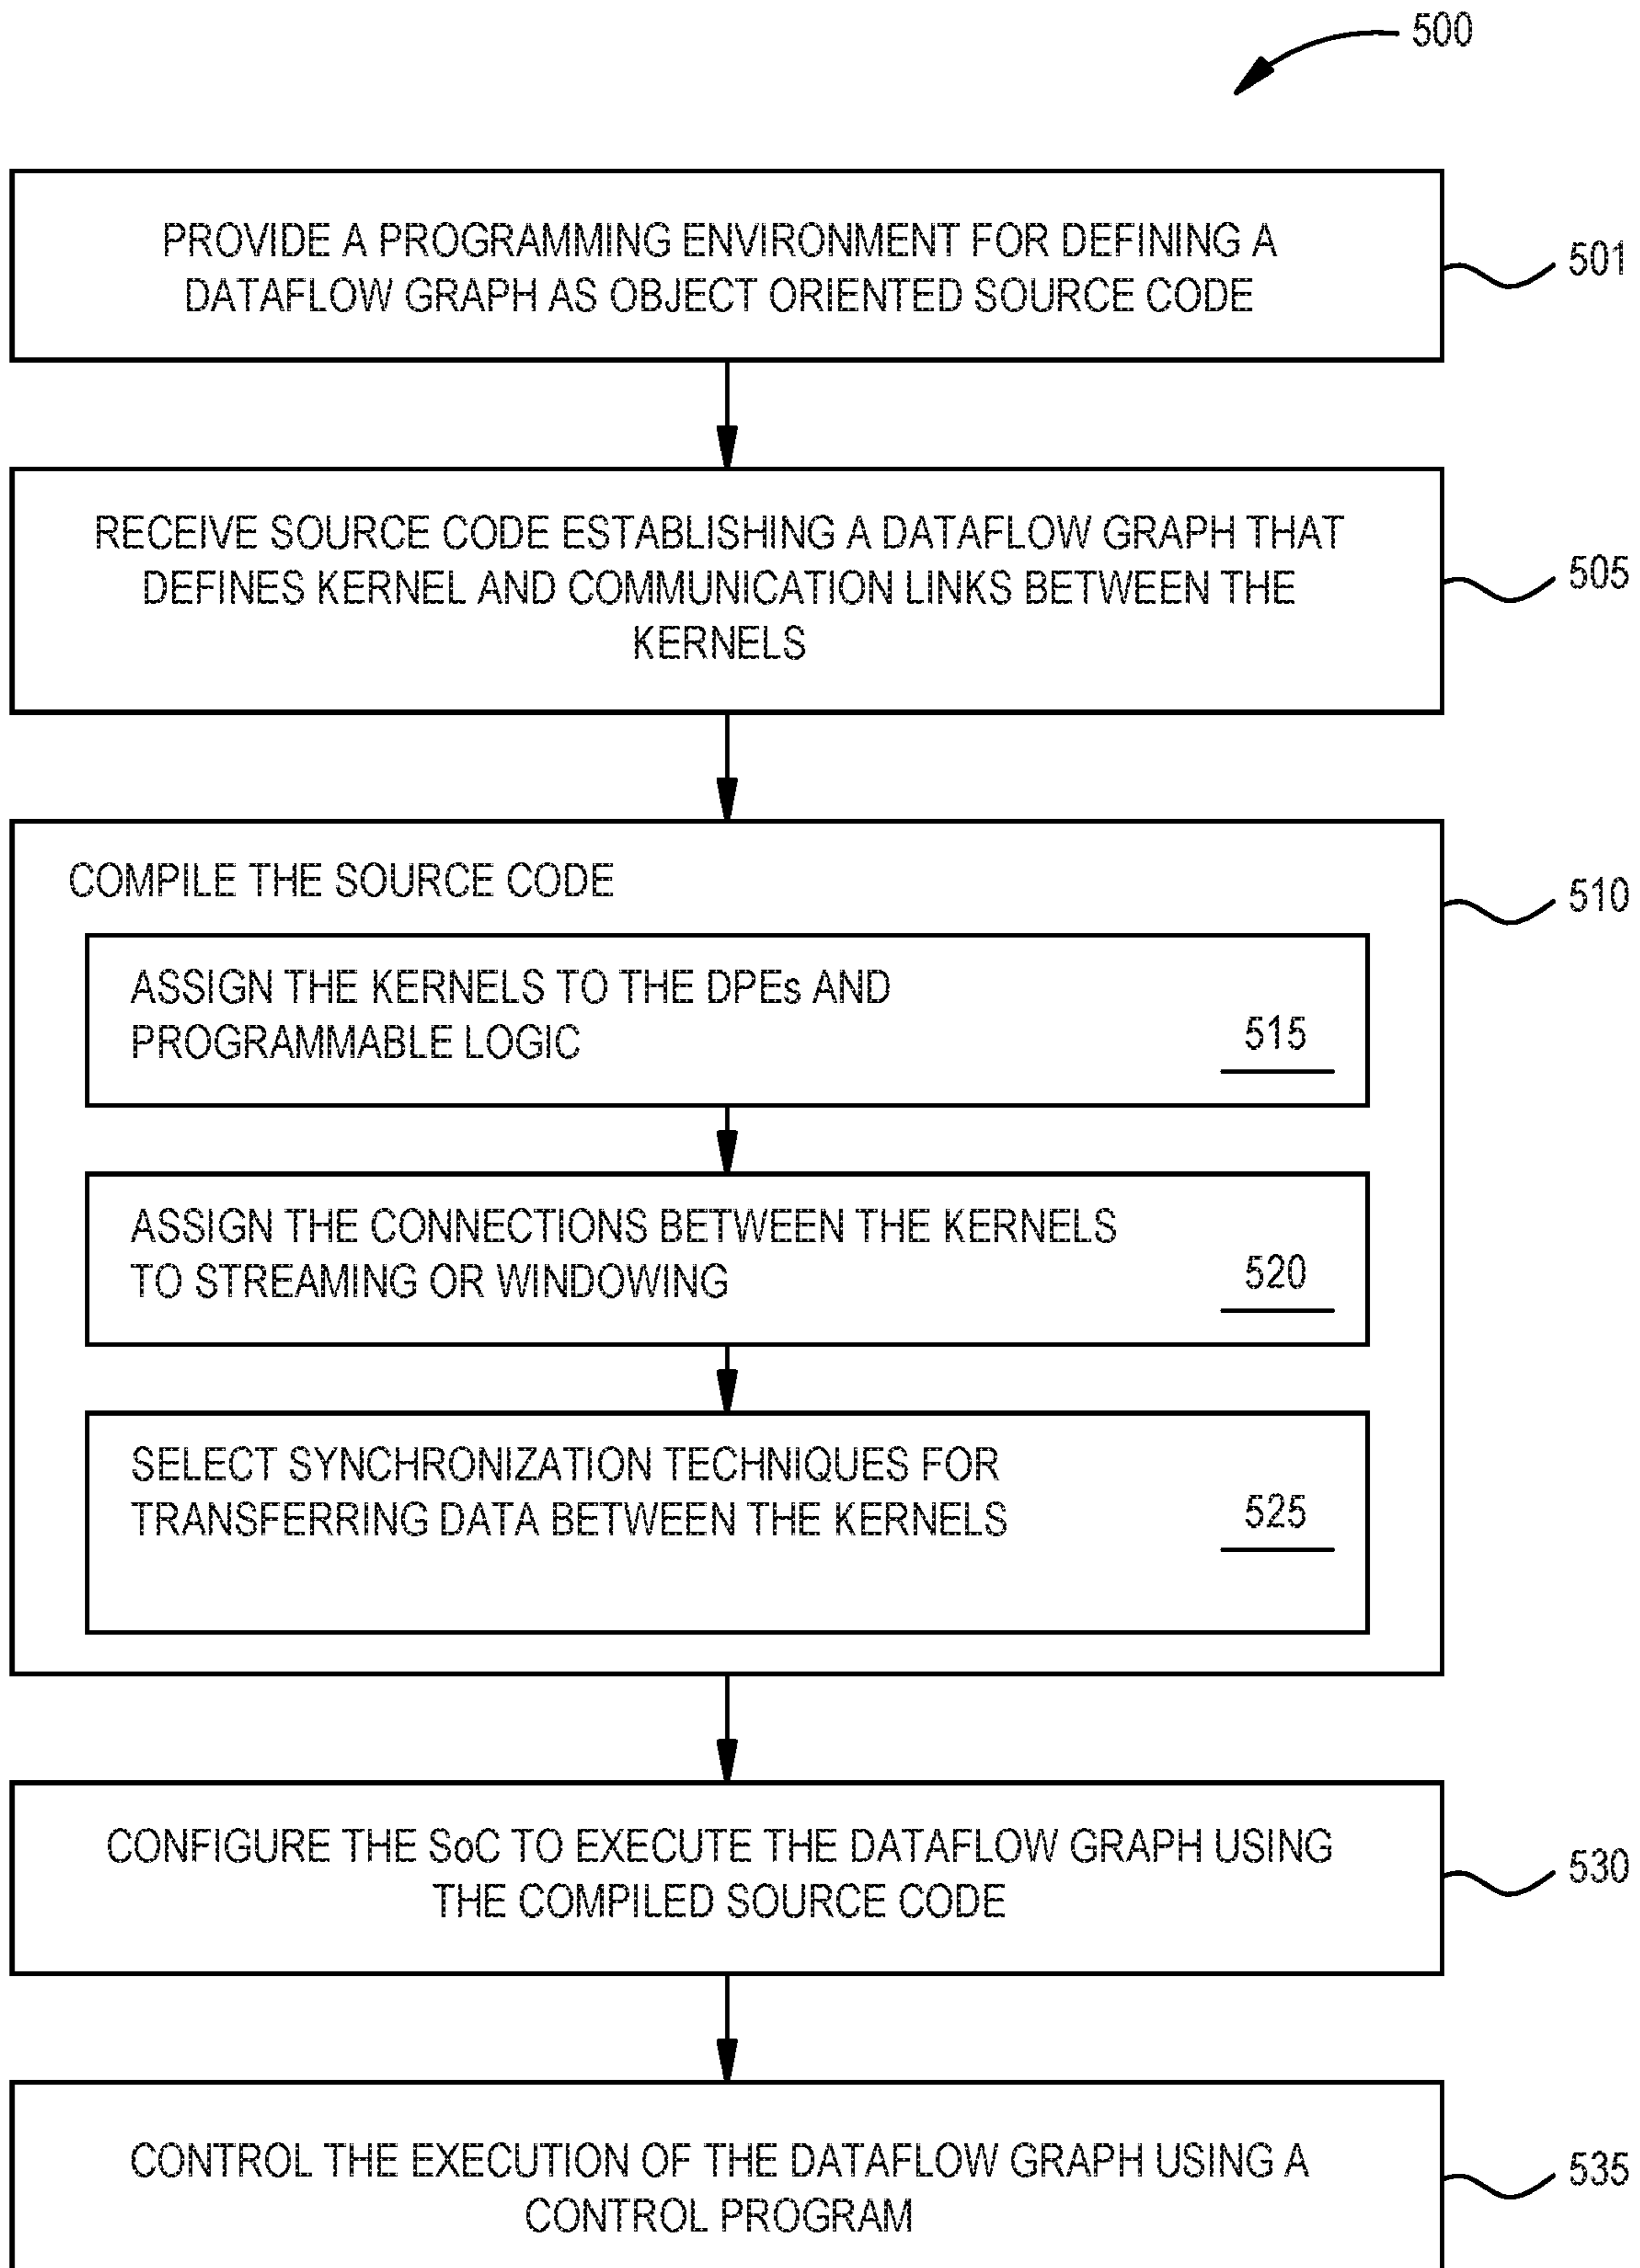 500
PROVIDE A PROGRAMMING ENVIRONMENT FOR DEFINING A
DATAFLOW GRAPH AS OBJECT ORIENTED SOURCE CODE
501
RECEIVE SOURCE CODE ESTABLISHING A DATAFLOW GRAPH THAT
DEFINES KERNEL AND COMMUNICATION LINKS BETWEEN THE
KERNELS
505
COMPILE THE SOURCE CODE
510
ASSIGN THE KERNELS TO THE DPEs AND
PROGRAMMABLE LOGIC
515
ASSIGN THE CONNECTIONS BETWEEN THE KERNELS
TO STREAMING OR WINDOWING
520
SELECT SYNCHRONIZATION TECHNIQUES FOR
TRANSFERRING DATA BETWEEN THE KERNELS
525
CONFIGURE THE SoC TO EXECUTE THE DATAFLOW GRAPH USING
THE COMPILED SOURCE CODE
530
CONTROL THE EXECUTION OF THE DATAFLOW GRAPH USING A
CONTROL PROGRAM
535